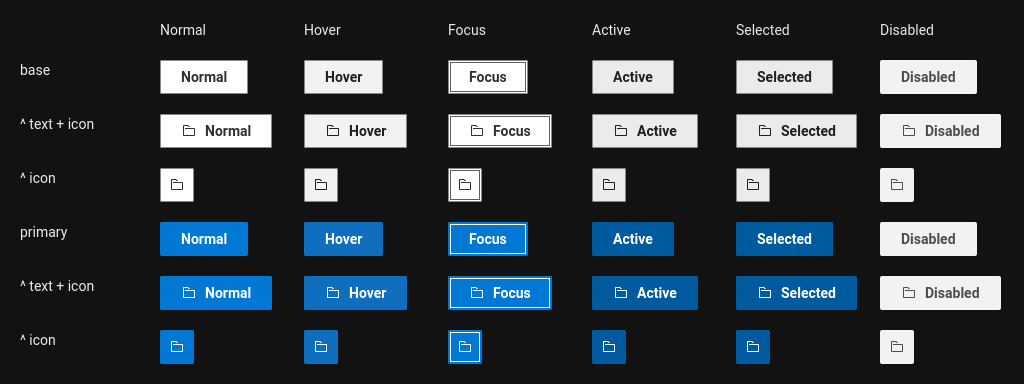 Normal Hover Focus Active Selected Disabled
base Normal Hover Focus Active Selected Disabled
^ text + icon Normal Hover Focus Active Selected Disabled
^ icon
primary Normal Hover Focus Active Selected Disabled
^ text + icon Normal Hover Focus Active Selected Disabled
^ icon